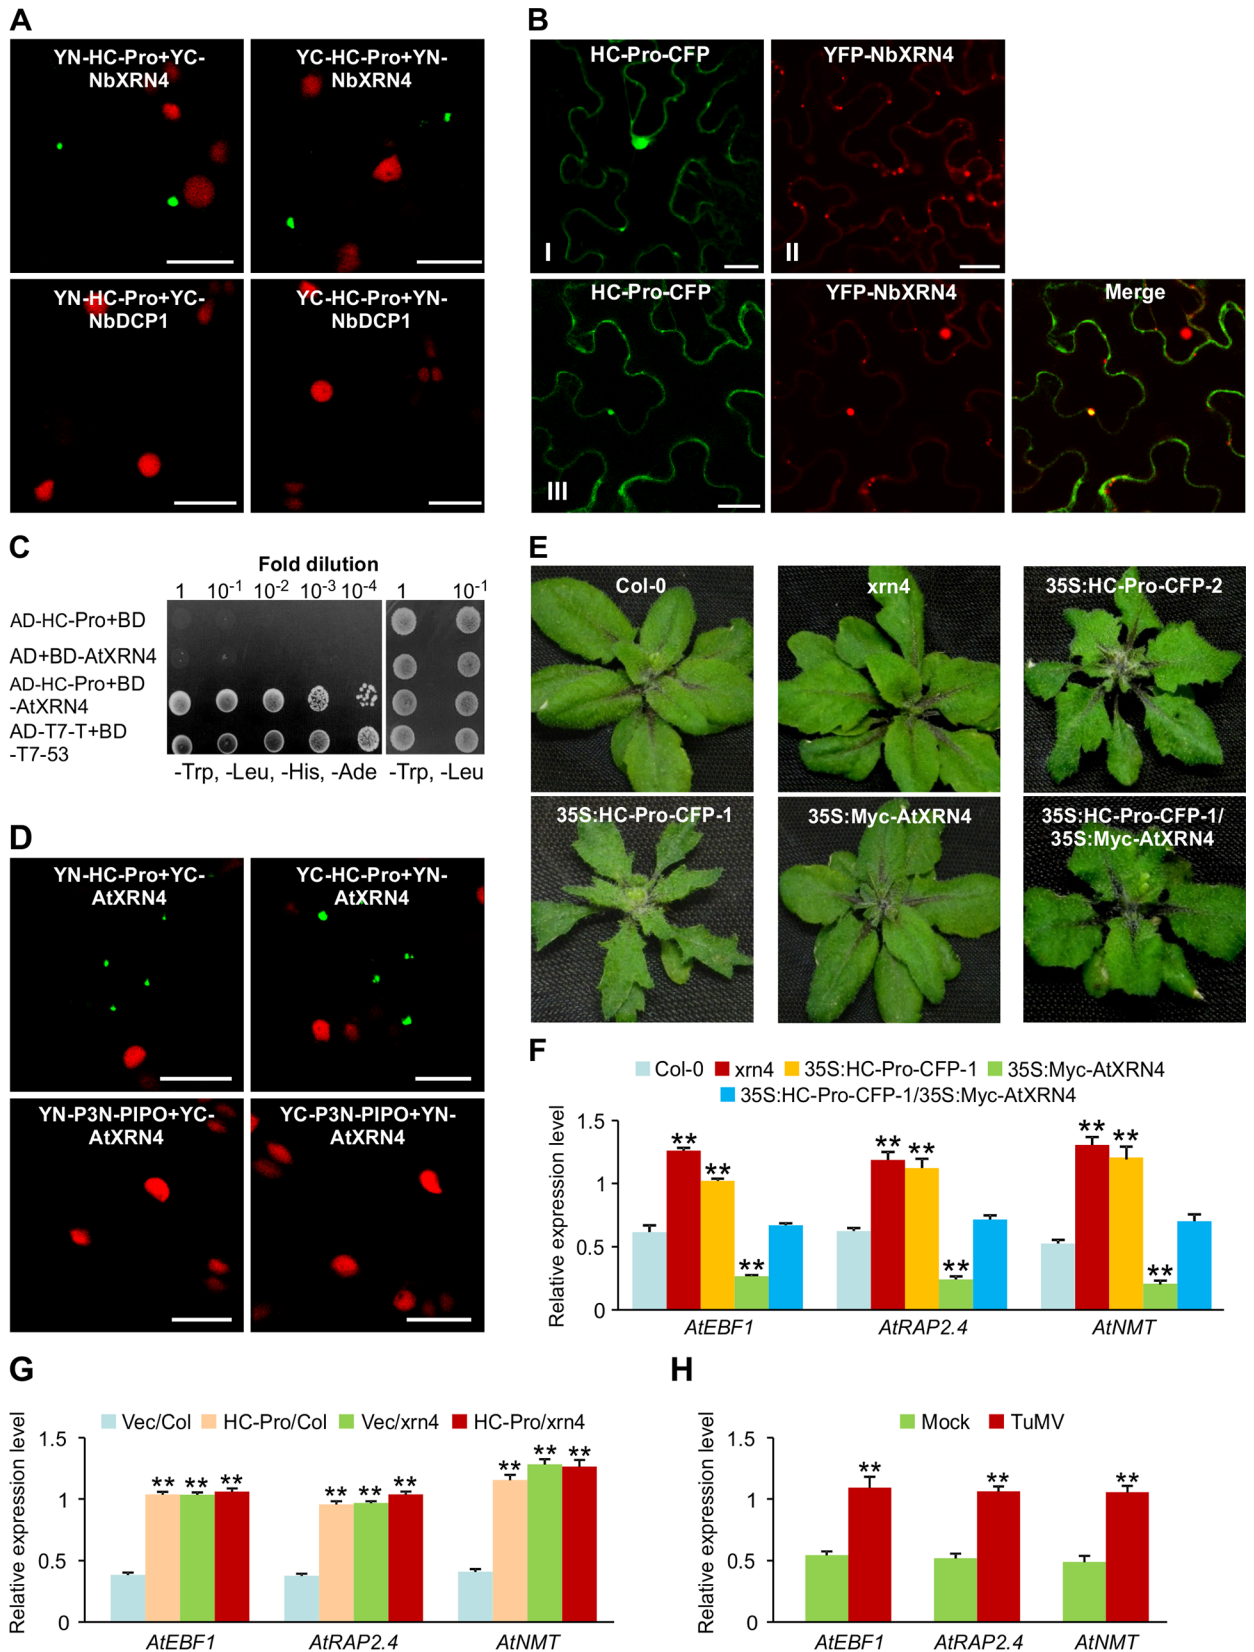 A
YN-HC-Pro+YC-
NbXRN4
YC-HC-Pro+YN-
NbXRN4
YN-HC-Pro+YC-
NbDCP1
YC-HC-Pro+YN-
NbDCP1
B
HC-Pro-CFP
I
YFP-NbXRN4
II
HC-Pro-CFP
III
YFP-NbXRN4
Merge
C
Fold dilution
1 10-1 10-2 10-3 10-4 1 10-1
AD-HC-Pro+BD
AD+BD-AtXRN4
AD-HC-Pro+BD
-AtXRN4
AD-T7-T+BD
-T7-53
-Trp, -Leu, -His, -Ade
-Trp, -Leu
D
YN-HC-Pro+YC-
AtXRN4
YC-HC-Pro+YN-
AtXRN4
YN-P3N-PIPO+YC-
AtXRN4
YC-P3N-PIPO+YN-
AtXRN4
E
Col-0
xrn4
35S:HC-Pro-CFP-2
35S:HC-Pro-CFP-1
35S:Myc-AtXRN4
35S:HC-Pro-CFP-1/
35S:Myc-AtXRN4
F
Col-0 xrn4 35S:HC-Pro-CFP-1 35S:Myc-AtXRN4
35S:HC-Pro-CFP-1/35S:Myc-AtXRN4
Relative expression level
1.5
1
0.5
0
** ** **
** ** **
** ** **
AtEBF1 AtRAP2.4 AtNMT
G
Vec/Col HC-Pro/Col Vec/xrn4 HC-Pro/xrn4
Relative expression level
1.5
1
0.5
0
** ** **
** ** **
** ** **
AtEBF1 AtRAP2.4 AtNMT
H
Mock TuMV
Relative expression level
1.5
1
0.5
0
** ** **
AtEBF1 AtRAP2.4 AtNMT